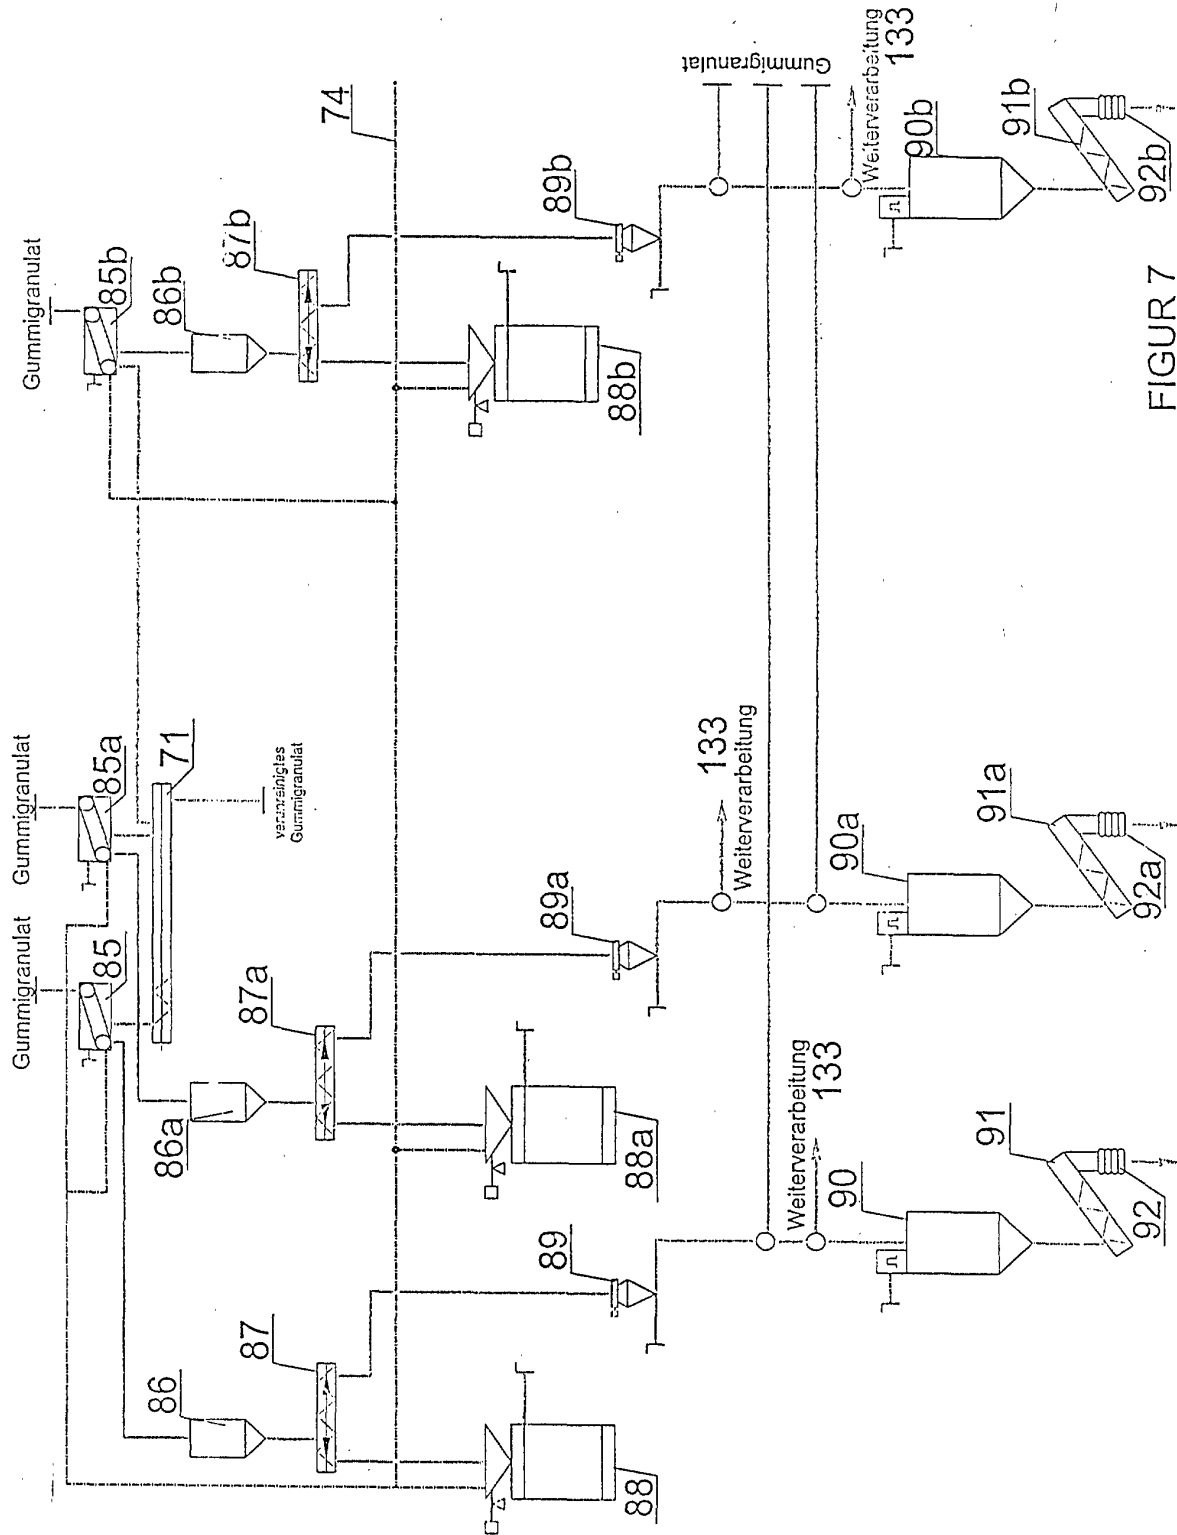 Gummigranulat
Gummigranulat
Gummigranulat
85
85a
85b
71
verunreinigtes
Gummigranulat
86
86a
86b
87
87a
87b
74
88
88a
88b
89
89a
89b
Gummigranulat
Gummigranulat
Weiterverarbeitung
133
Weiterverarbeitung
133
Weiterverarbeitung
133
90
90a
90b
91
91a
91b
92
92a
92b
FIGUR 7